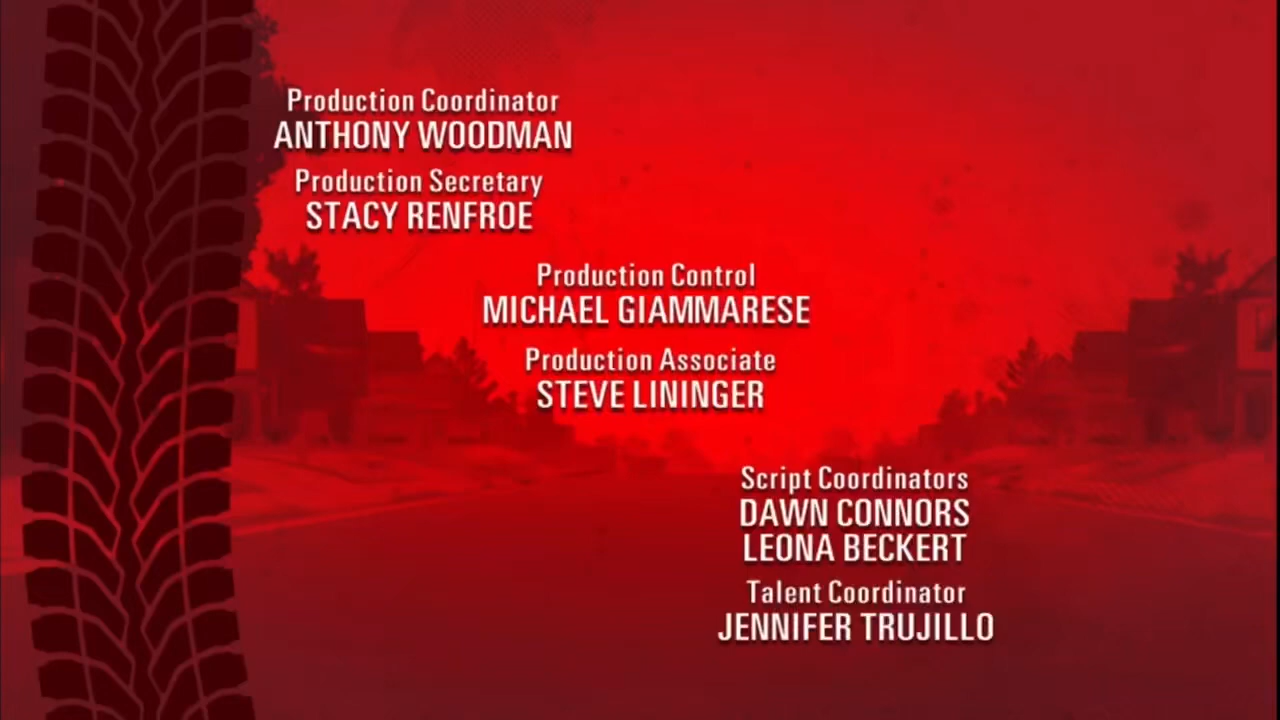 Production Coordinator
ANTHONY WOODMAN
Production Secretary
STACY RENFROE
Production Control
MICHAEL GIAMMARESE
Production Associate
STEVE LININGER
Script Coordinators
DAWN CONNORS
LEONA BECKERT
Talent Coordinator
JENNIFER TRUJILLO